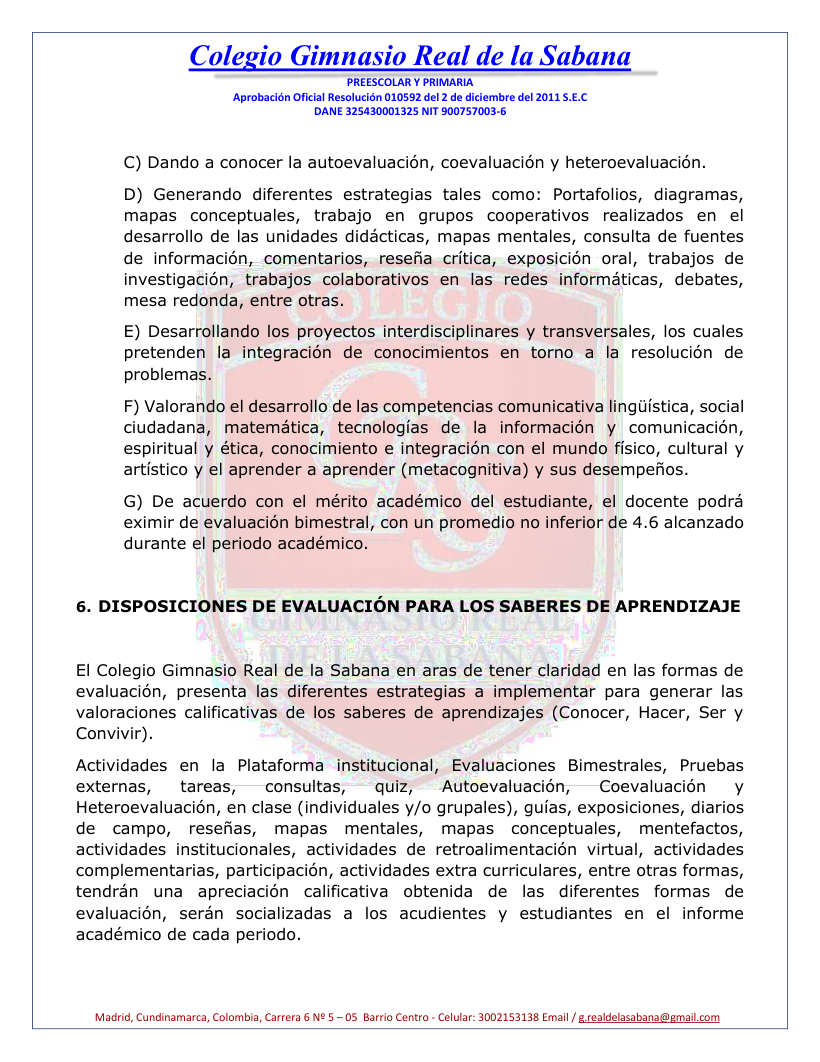 Colegio Gimnasio Real de la Sabana
PREESCOLAR Y PRIMARIA
Aprobación Oficial Resolución 010592 del 2 de diciembre del 2011 S.E.C
DANE 325430001325 NIT 900757003-6
C) Dando a conocer la autoevaluación, coevaluación y heteroevaluación.
D) Generando diferentes estrategias tales como: Portafolios, diagramas,
mapas conceptuales, trabajo en grupos cooperativos realizados en el
desarrollo de las unidades didácticas, mapas mentales, consulta de fuentes
de información, comentarios, reseña crítica, exposición oral, trabajos de
investigación, trabajos colaborativos en las redes informáticas, debates,
mesa redonda, entre otras.
E) Desarrollando los proyectos interdisciplinares y transversales, los cuales
pretenden la integración de conocimientos en torno a la resolución de
problemas.
F) Valorando el desarrollo de las competencias comunicativa lingüística, social
ciudadana, matemática, tecnologías de la información y comunicación,
espiritual y ética, conocimiento e integración con el mundo físico, cultural y
artístico y el aprender a aprender (metacognitiva) y sus desempeños.
G) De acuerdo con el mérito académico del estudiante, el docente podrá
eximir de evaluación bimestral, con un promedio no inferior de 4.6 alcanzado
durante el periodo académico.
6. DISPOSICIONES DE EVALUACIÓN PARA LOS SABERES DE APRENDIZAJE
El Colegio Gimnasio Real de la Sabana en aras de tener claridad en las formas de
evaluación, presenta las diferentes estrategias a implementar para generar las
valoraciones calificativas de los saberes de aprendizajes (Conocer, Hacer, Ser y
Convivir).
Actividades en la Plataforma institucional, Evaluaciones Bimestrales, Pruebas
externas, tareas, consultas, quiz, Autoevaluación, Coevaluación y
Heteroevaluación, en clase (individuales y/o grupales), guías, exposiciones, diarios
de campo, reseñas, mapas mentales, mapas conceptuales, mentefactos,
actividades institucionales, actividades de retroalimentación virtual, actividades
complementarias, participación, actividades extra curriculares, entre otras formas,
tendrán una apreciación calificativa obtenida de las diferentes formas de
evaluación, serán socializadas a los acudientes y estudiantes en el informe
académico de cada periodo.
COLEGIO
GRS
GIMNASIO REAL
DE LA SABANA
Madrid, Cundinamarca, Colombia, Carrera 6 Nº 5 – 05 Barrio Centro - Celular: 3002153138 Email / g.realdelasabana@gmail.com